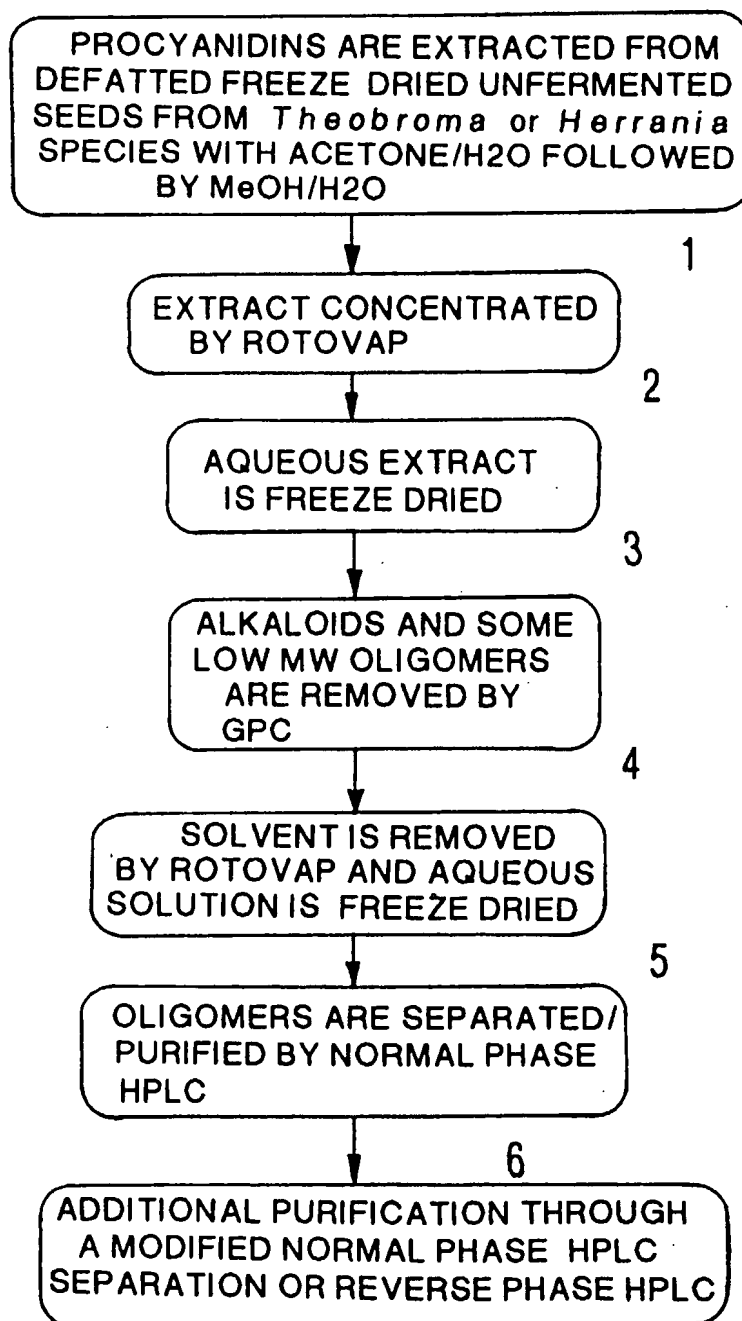 PROCYANIDINS ARE EXTRACTED FROM
DEFATTED FREEZE DRIED UNFERMENTED
SEEDS FROM Theobroma or Herrania
SPECIES WITH ACETONE/H2O FOLLOWED
BY MeOH/H2O
1
EXTRACT CONCENTRATED
BY ROTOVAP
2
AQUEOUS EXTRACT
IS FREEZE DRIED
3
ALKALOIDS AND SOME
LOW MW OLIGOMERS
ARE REMOVED BY
GPC
4
SOLVENT IS REMOVED
BY ROTOVAP AND AQUEOUS
SOLUTION IS FREEZE DRIED
5
OLIGOMERS ARE SEPARATED/
PURIFIED BY NORMAL PHASE
HPLC
6
ADDITIONAL PURIFICATION THROUGH
A MODIFIED NORMAL PHASE HPLC
SEPARATION OR REVERSE PHASE HPLC